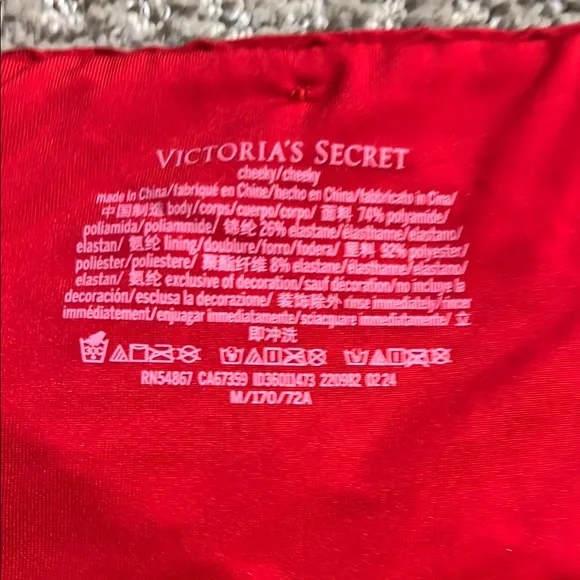 VICTORIA'S SECRET
cheeky/cheeky
made in China/fabriqué en Chine/hecho en China/fabbricato in Cina/
中国制造 body/corps/cuerpo/corpo/ 面料 74% polyamide/
poliamida/poliammide/ 锦纶 26% elastane/élasthanne/elastano/
elastan/ 氨纶 lining/doublure/forro/fodera/ 里料 92% polyester/
poliéster/poliestere/ 聚酯纤维 8% elastane/élasthanne/elastano/
elastan/ 氨纶 exclusive of decoration/sauf décoration/no incluye la
decoración/esclusa la decorazione/ 装饰除外 rinse immediately/rincer
immédiatement/enjuagar inmediatamente/sciacquare immediatamente/ 立
即冲洗
RN54867 CA67359 ID36011473 220982 02 24
M/170/72A